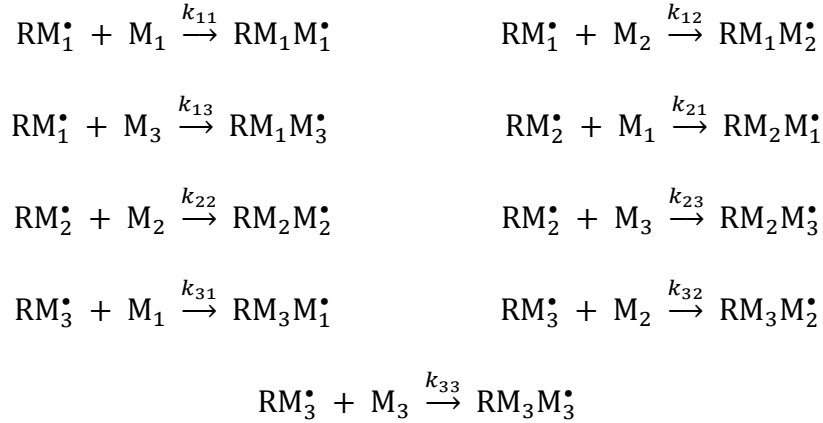 RM₁• + M₁ →k₁₁ RM₁M₁• RM₁• + M₂ →k₁₂ RM₁M₂•
RM₁• + M₃ →k₁₃ RM₁M₃• RM₂• + M₁ →k₂₁ RM₂M₁•
RM₂• + M₂ →k₂₂ RM₂M₂• RM₂• + M₃ →k₂₃ RM₂M₃•
RM₃• + M₁ →k₃₁ RM₃M₁• RM₃• + M₂ →k₃₂ RM₃M₂•
RM₃• + M₃ →k₃₃ RM₃M₃•